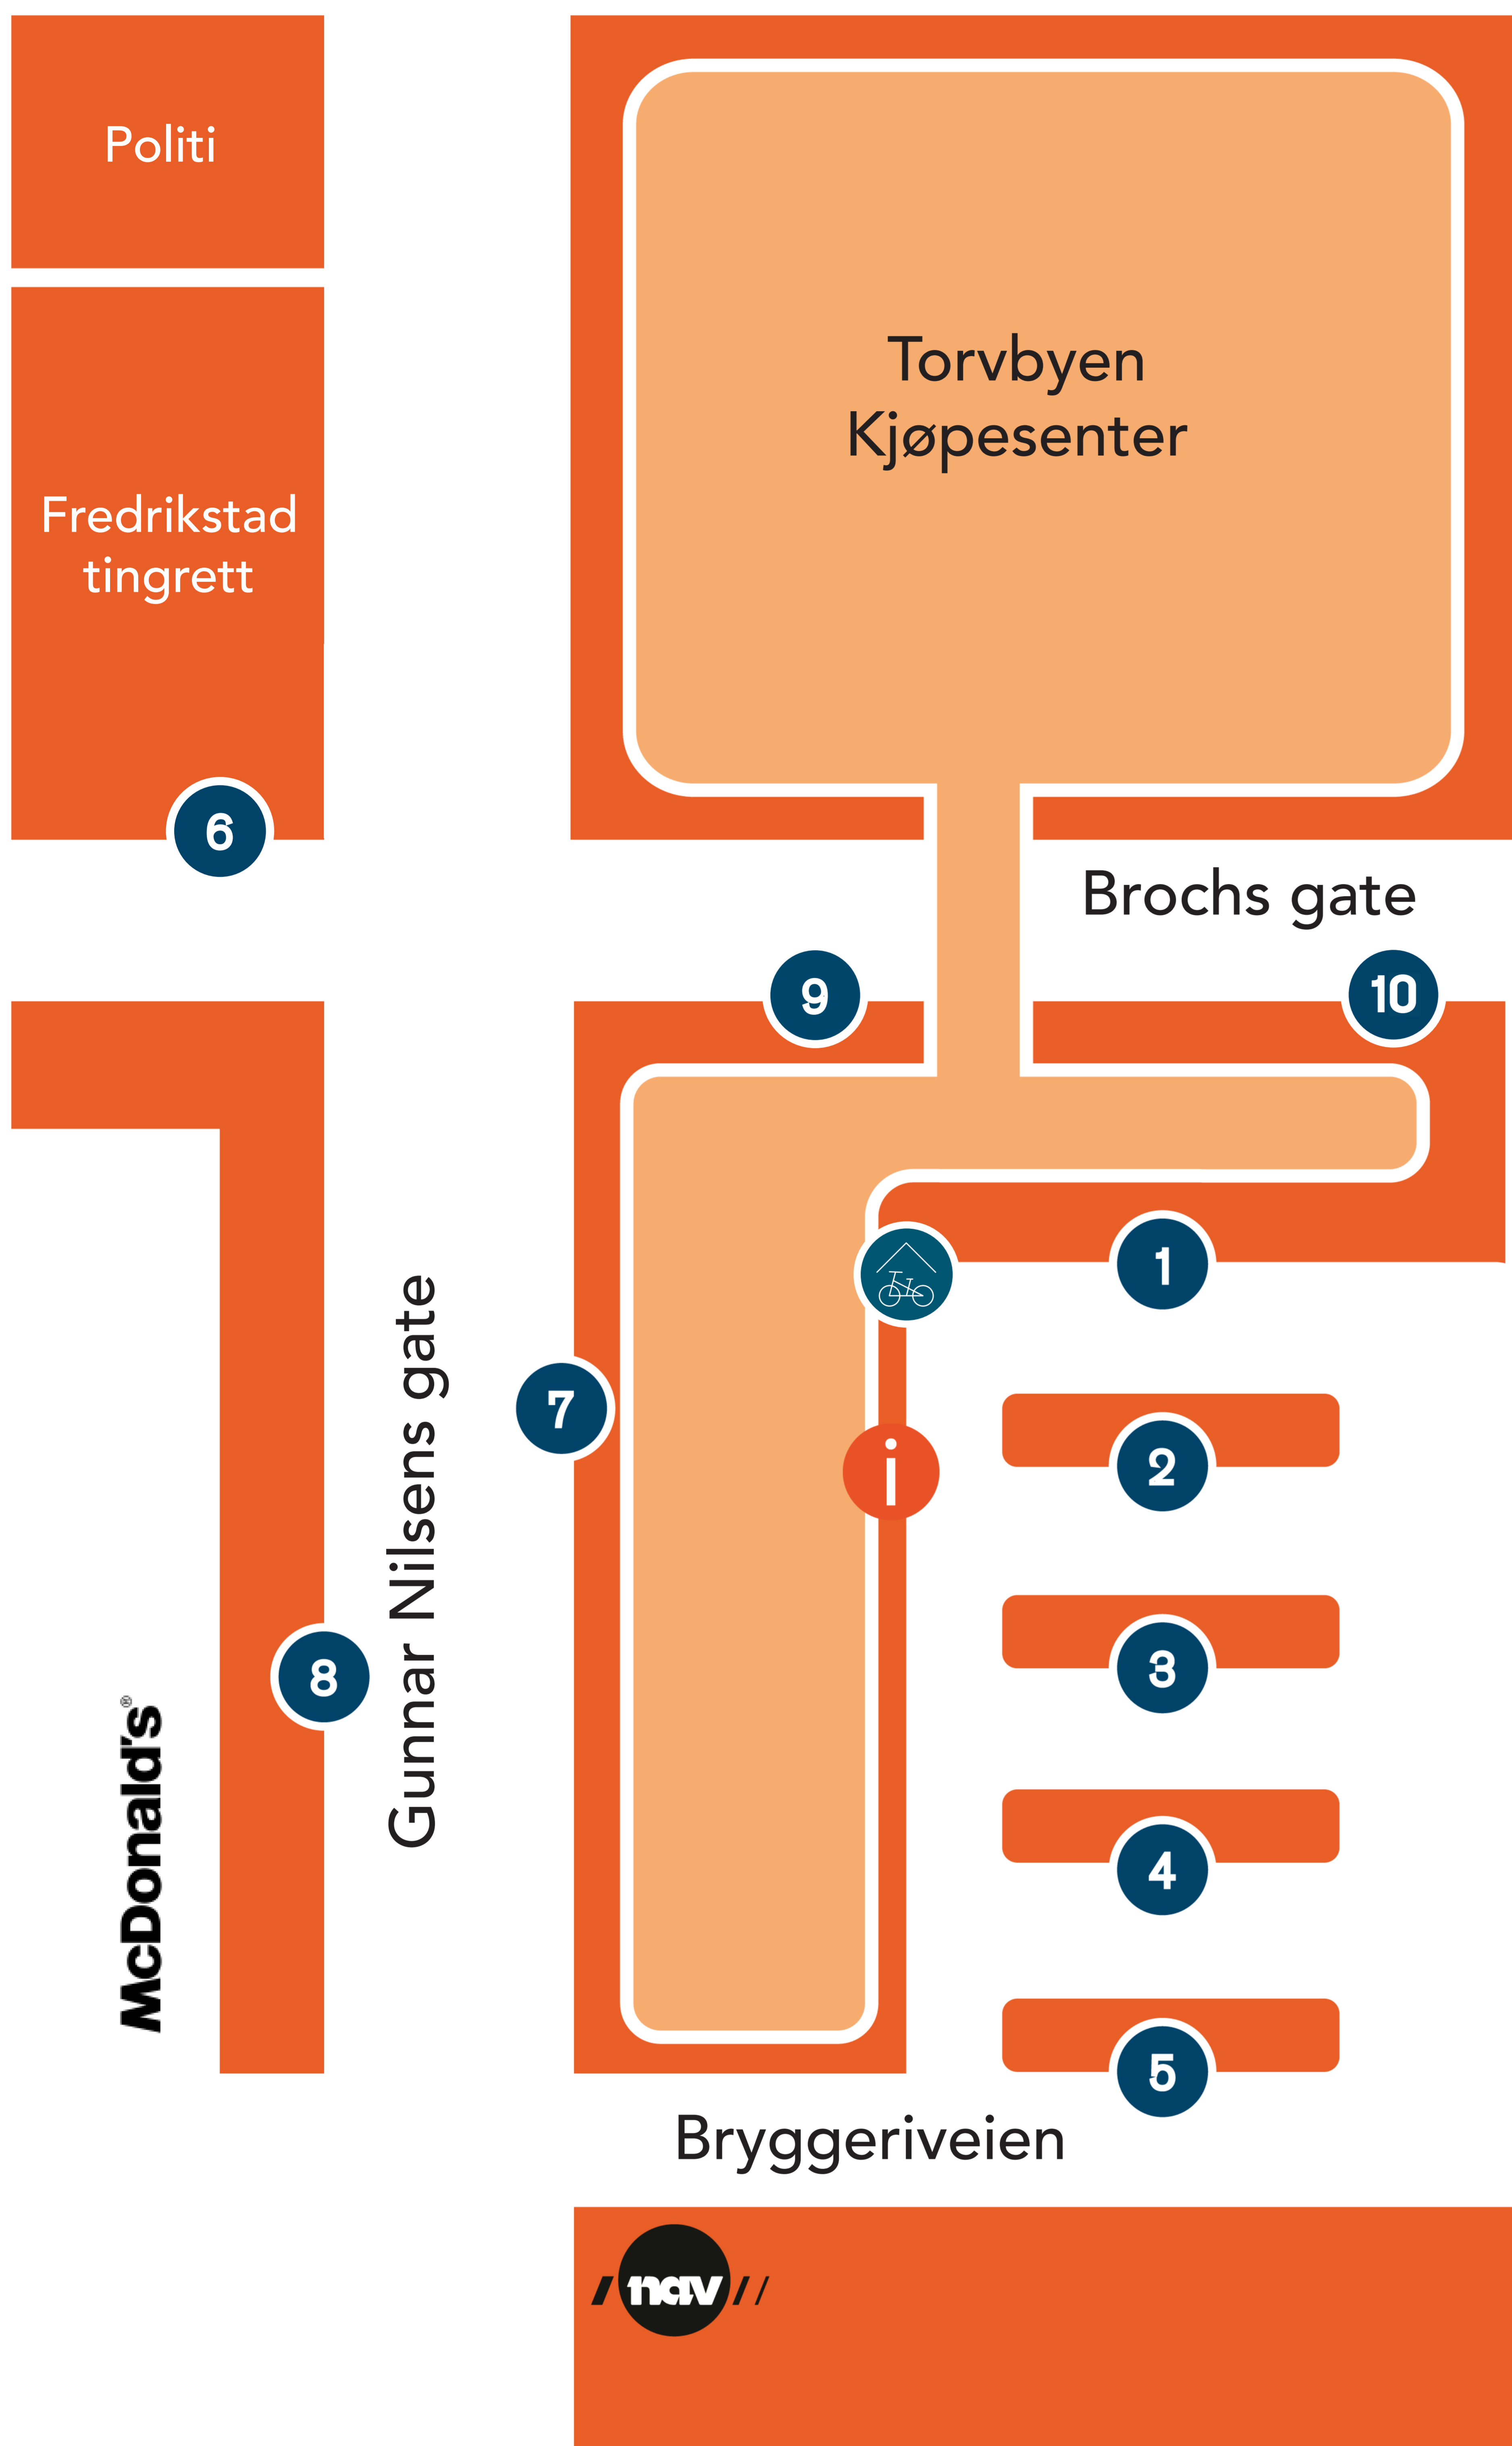 Politi
Torvbyen
Kjøpesenter
Fredrikstad
tingrett
6
Brochs gate
9
10
1
7
2
i
Gunnar Nilsens gate
8
3
McDonald's®
4
5
Bryggeriveien
nav